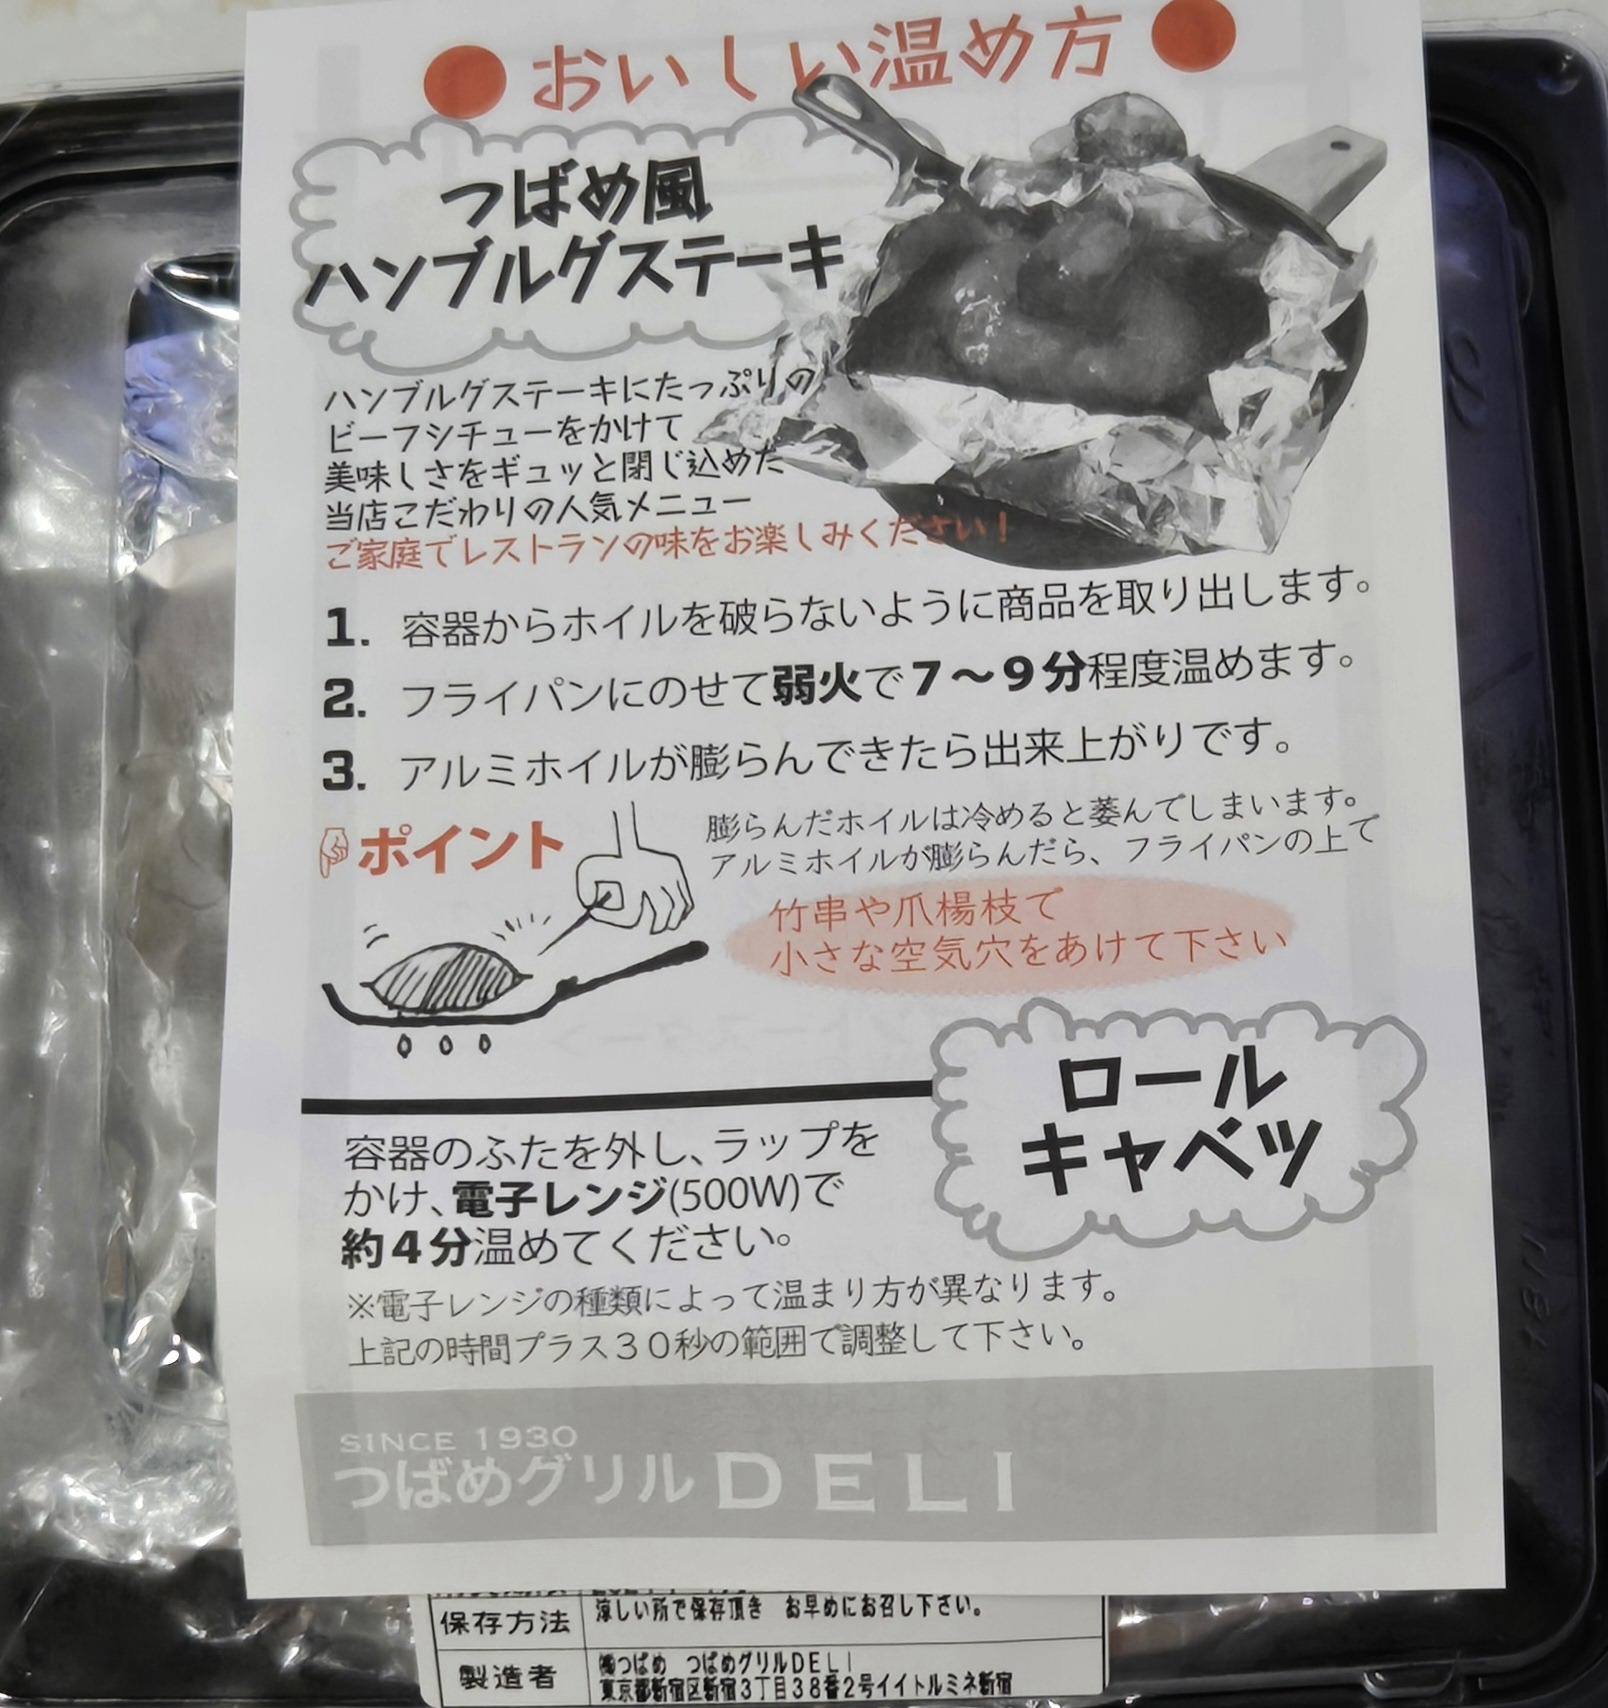 ●おいしい温め方●
つばめ風
ハンブルグステーキ
ハンブルグステーキにたっぷりの
ビーフシチューをかけて
美味しさをギュッと閉じ込めた
当店こだわりの人気メニュー
ご家庭でレストランの味をお楽しみください!
1. 容器からホイルを破らないように商品を取り出します。
2. フライパンにのせて弱火で7〜9分程度温めます。
3. アルミホイルが膨らんできたら出来上がりです。
ポイント
膨らんだホイルは冷めると萎んでしまいます。
アルミホイルが膨らんだら、フライパンの上で
竹串や爪楊枝で
小さな空気穴をあけて下さい
ロール
キャベツ
容器のふたを外し、ラップを
かけ、電子レンジ(500W)で
約4分温めてください。
※電子レンジの種類によって温まり方が異なります。
上記の時間プラス30秒の範囲で調整して下さい。
SINCE 1930
つばめグリルDELI
保存方法 涼しい所で保存頂き お早めにお召し下さい。
製造者 ㈱つばめ つばめグリルDELI
東京都新宿区新宿3丁目38番2号イイトルミネ新宿